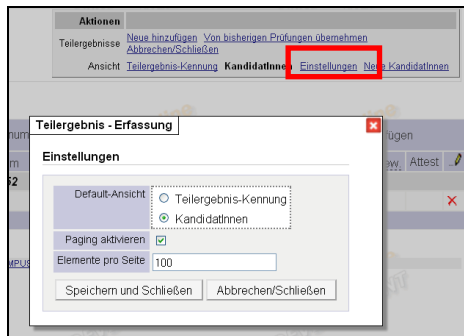 Aktionen
Teilergebnisse Neue hinzufügen Von bisherigen Prüfungen übernehmen
Abbrechen/Schließen
Ansicht Teilergebnis-Kennung KandidatInnen Einstellungen Neue KandidatInnen
Teilergebnis - Erfassung
Einstellungen
Default-Ansicht
Teilergebnis-Kennung
KandidatInnen
Paging aktivieren
Elemente pro Seite 100
Speichern und Schließen Abbrechen/Schließen
Attest